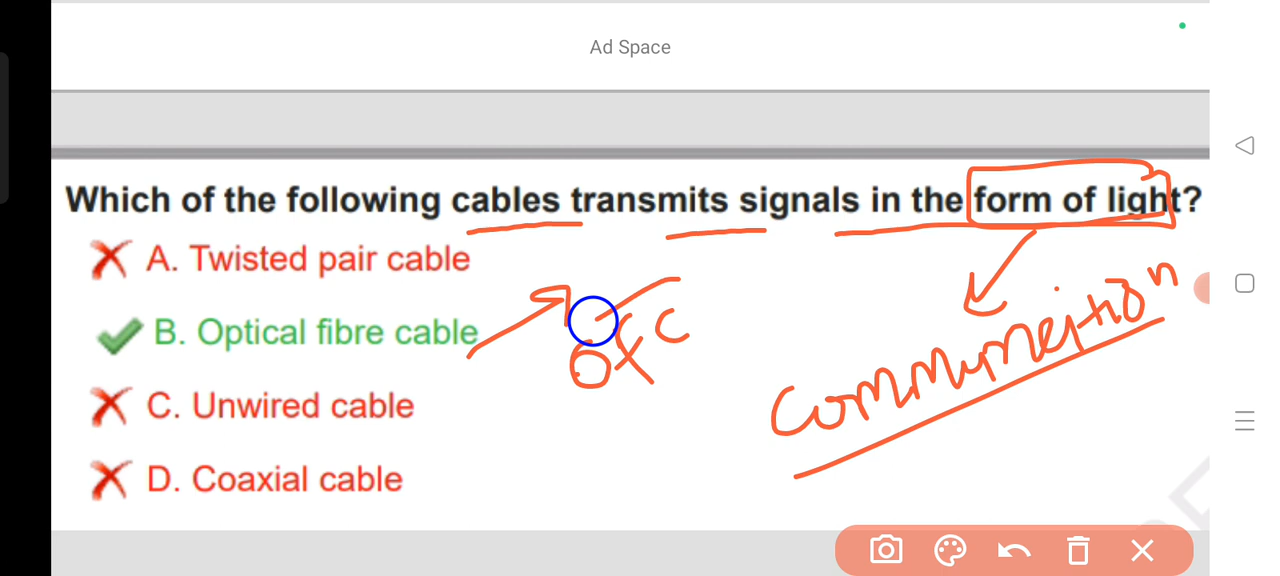 Ad Space
Which of the following cables transmits signals in the form of light?
A. Twisted pair cable
B. Optical fibre cable
OFC
C. Unwired cable
D. Coaxial cable